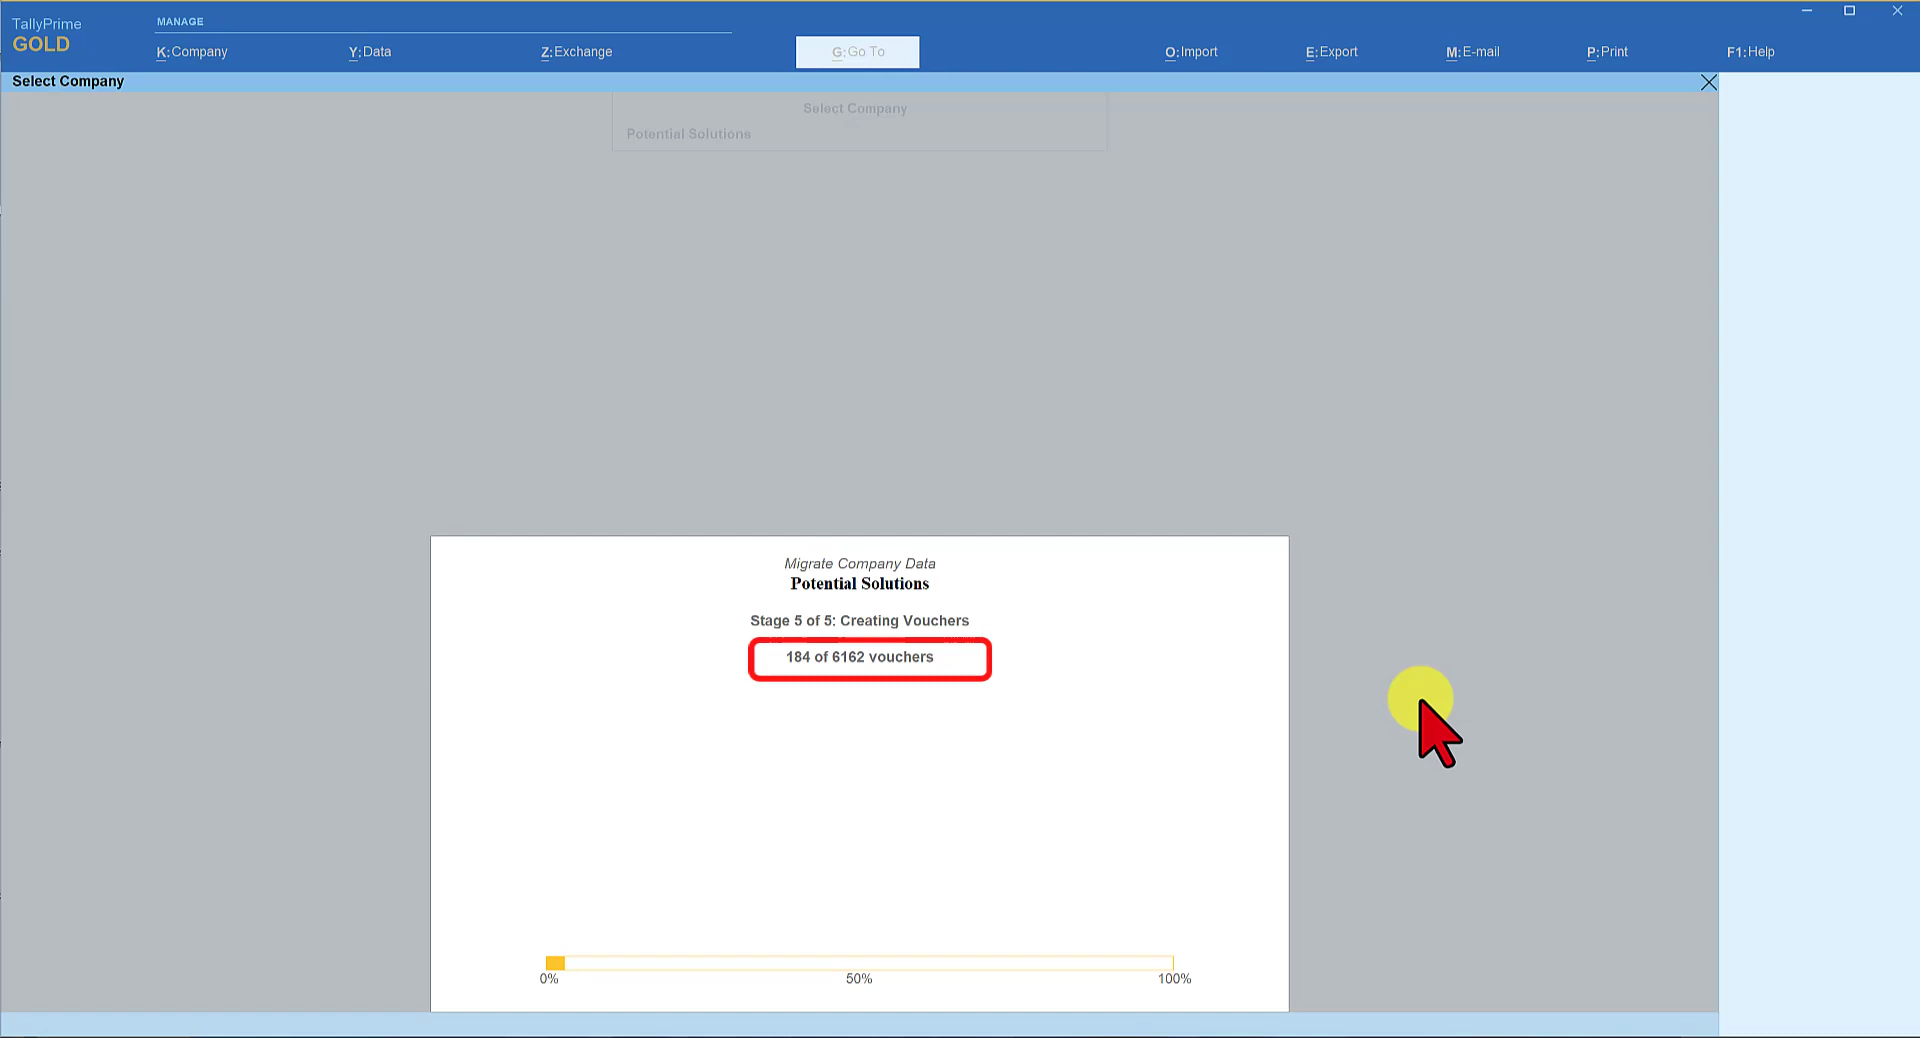 TallyPrime
GOLD
MANAGE
K:Company
Y:Data
Z:Exchange
G:Go To
O:Import
E:Export
M:E-mail
P:Print
F1:Help
Select Company
Select Company
Potential Solutions
Migrate Company Data
Potential Solutions
Stage 5 of 5: Creating Vouchers
184 of 6162 vouchers
0%
50%
100%